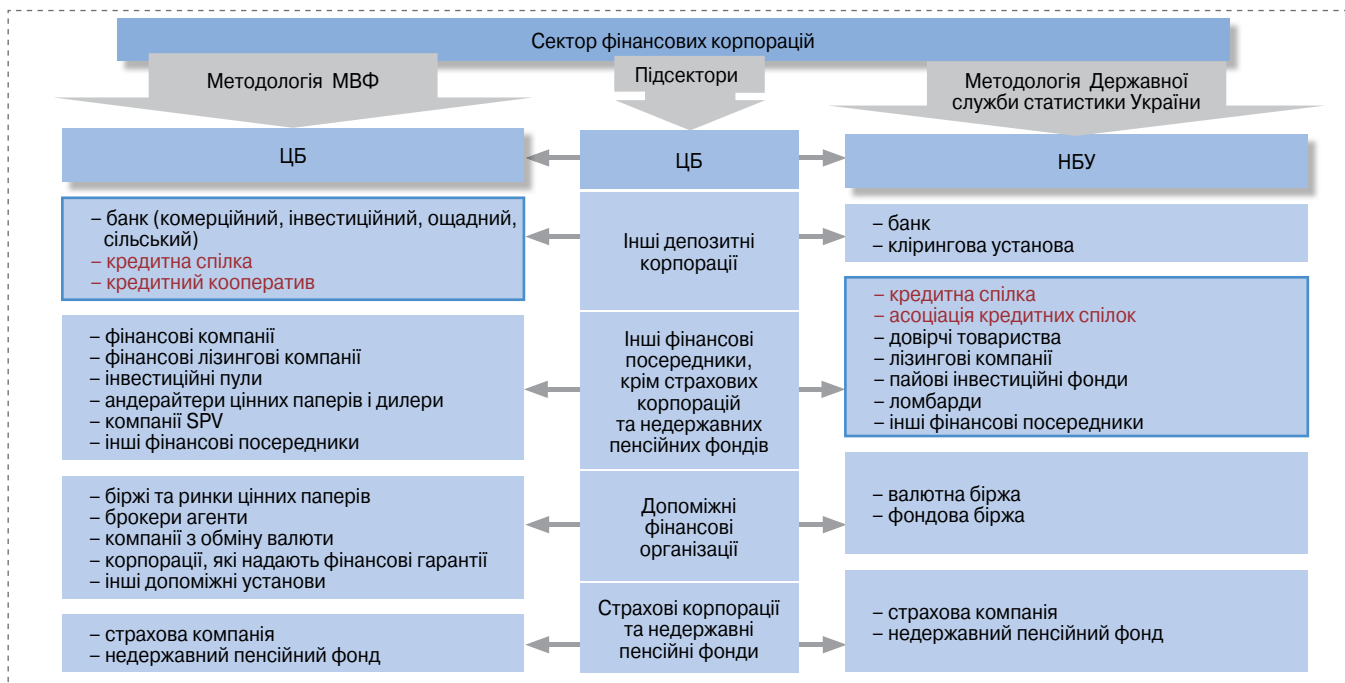 Сектор фінансових корпорацій
Методологія МВФ
Підсектори
Методологія Державної
служби статистики України
ЦБ
ЦБ
НБУ
– банк (комерційний, інвестиційний, ощадний,
сільський)
– кредитна спілка
– кредитний кооператив
Інші депозитні
корпорації
– банк
– клірингова установа
– фінансові компанії
– фінансові лізингові компанії
– інвестиційні пули
– андерайтери цінних паперів і дилери
– компанії SPV
– інші фінансові посередники
Інші фінансові
посередники,
крім страхових
корпорацій
та недержавних
пенсійних фондів
– кредитна спілка
– асоціація кредитних спілок
– довірчі товариства
– лізингові компанії
– пайові інвестиційні фонди
– ломбарди
– інші фінансові посередники
– біржі та ринки цінних паперів
– брокери агенти
– компанії з обміну валюти
– корпорації, які надають фінансові гарантії
– інші допоміжні установи
Допоміжні
фінансові
організації
– валютна біржа
– фондова біржа
– страхова компанія
– недержавний пенсійний фонд
Страхові корпорації
та недержавні
пенсійні фонди
– страхова компанія
– недержавний пенсійний фонд